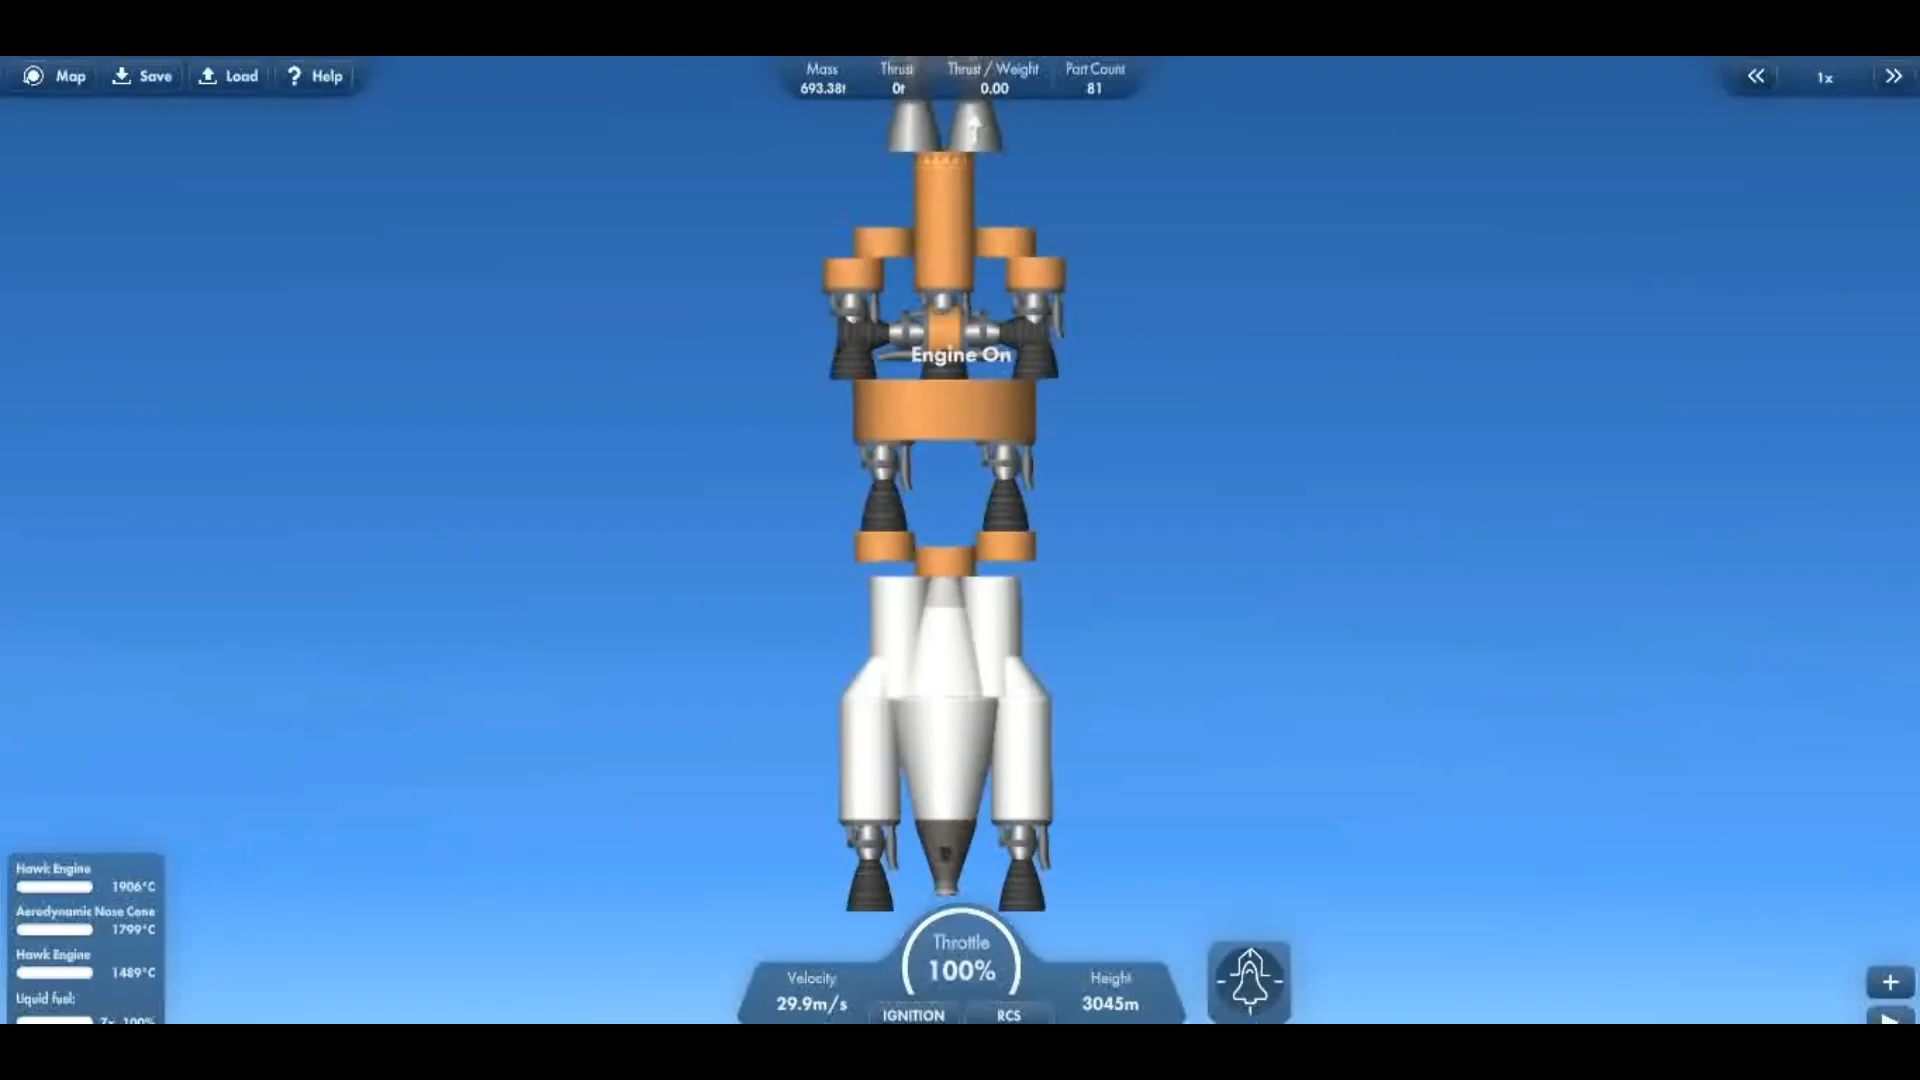 Map Save Load ? Help
Mass Thrust Thrust / Weight Part Count
693.38t 0t 0.00 81
1x
Engine On
Hawk Engine
1906°C
Aerodynamic Nose Cone
1799°C
Hawk Engine
1489°C
Liquid fuel:
7x 100%
Throttle
100%
Velocity
29.9m/s
Height
3045m
IGNITION RCS